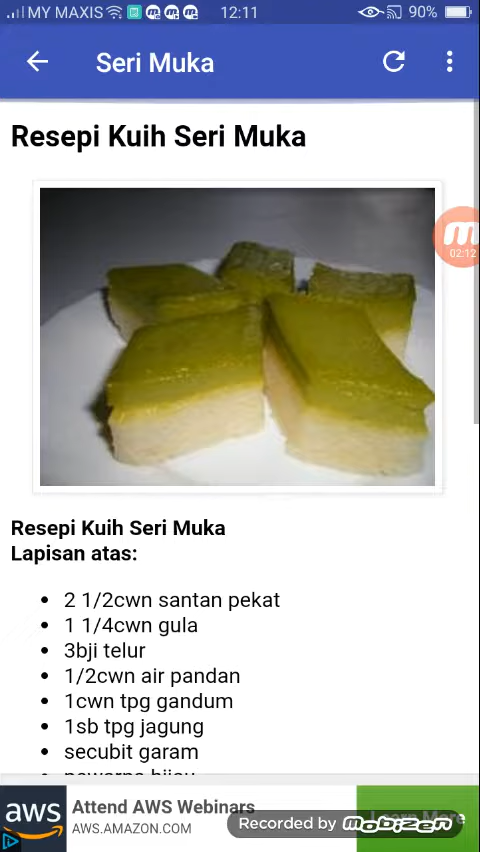 MY MAXIS 12:11 90%
Seri Muka
Resepi Kuih Seri Muka
02:12
Resepi Kuih Seri Muka
Lapisan atas:
2 1/2cwn santan pekat
1 1/4cwn gula
3bji telur
1/2cwn air pandan
1cwn tpg gandum
1sb tpg jagung
secubit garam
aws
Attend AWS Webinars
AWS.AMAZON.COM
Recorded by mobizen